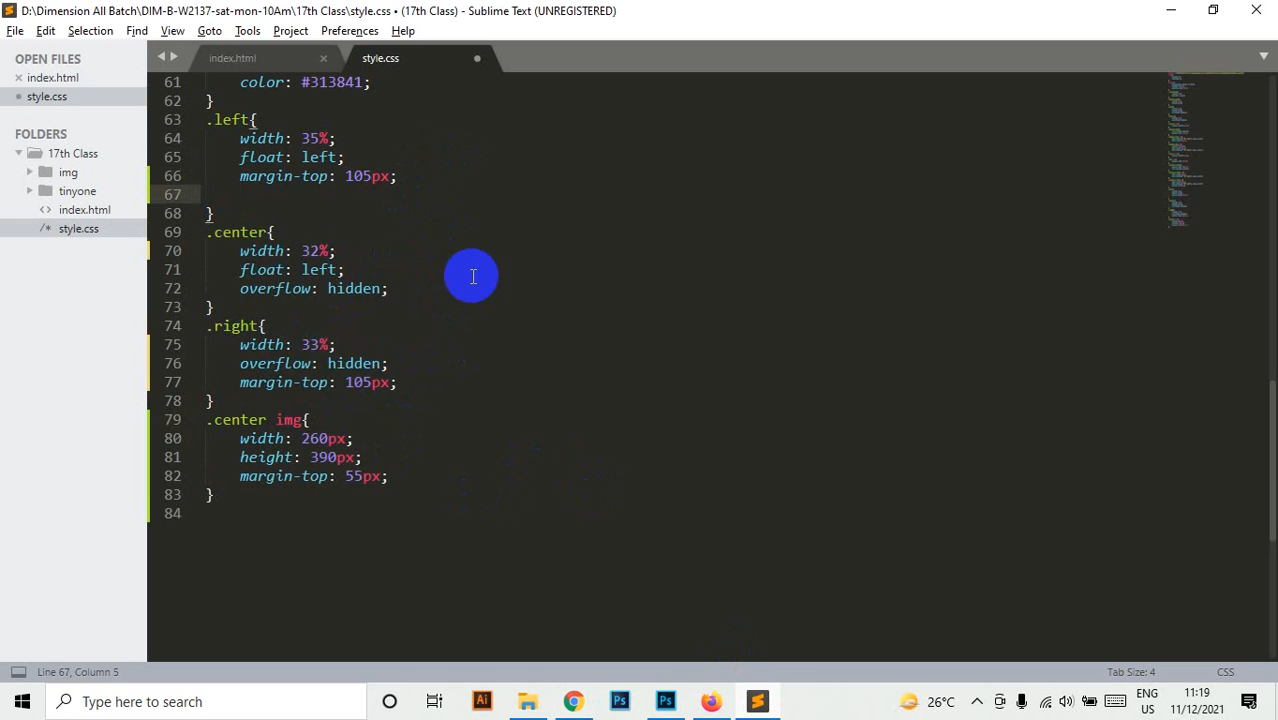 D:\Dimension All Batch\DIM-B-W2137-sat-mon-10Am\17th Class\style.css • (17th Class) - Sublime Text (UNREGISTERED)
File Edit Selection Find View Goto Tools Project Preferences Help
OPEN FILES
index.html
style.css
FOLDERS
17th Class
img
tinyone
index.html
style.css
index.html
style.css
61 color: #313841;
62 }
63 .left{
64 width: 35%;
65 float: left;
66 margin-top: 105px;
67
68 }
69 .center{
70 width: 32%;
71 float: left;
72 overflow: hidden;
73 }
74 .right{
75 width: 33%;
76 overflow: hidden;
77 margin-top: 105px;
78 }
79 .center img{
80 width: 260px;
81 height: 390px;
82 margin-top: 55px;
83 }
84
Line 67, Column 5
Tab Size: 4
CSS
Type here to search
Ai
Ps
Ps
26°C
ENG
US
11:19
11/12/2021